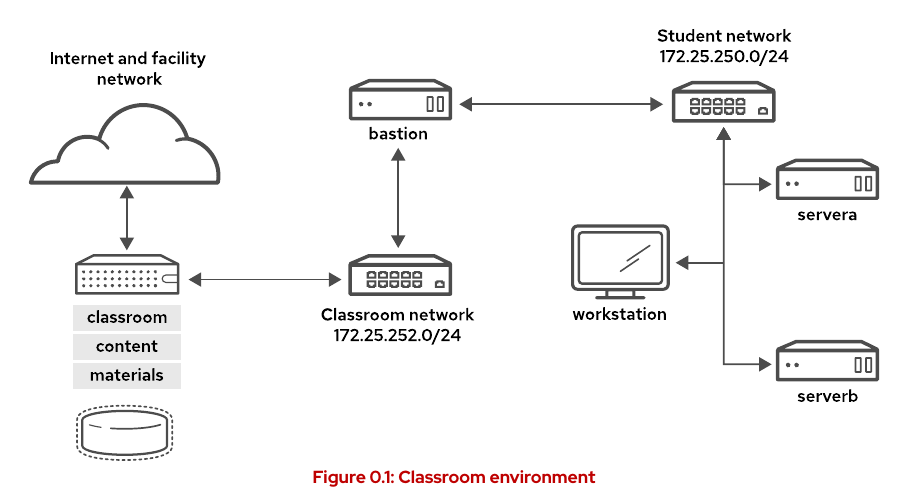 Internet and facility
network
bastion
Student network
172.25.250.0/24
servera
classroom
content
materials
Classroom network
172.25.252.0/24
workstation
serverb
Figure 0.1: Classroom environment